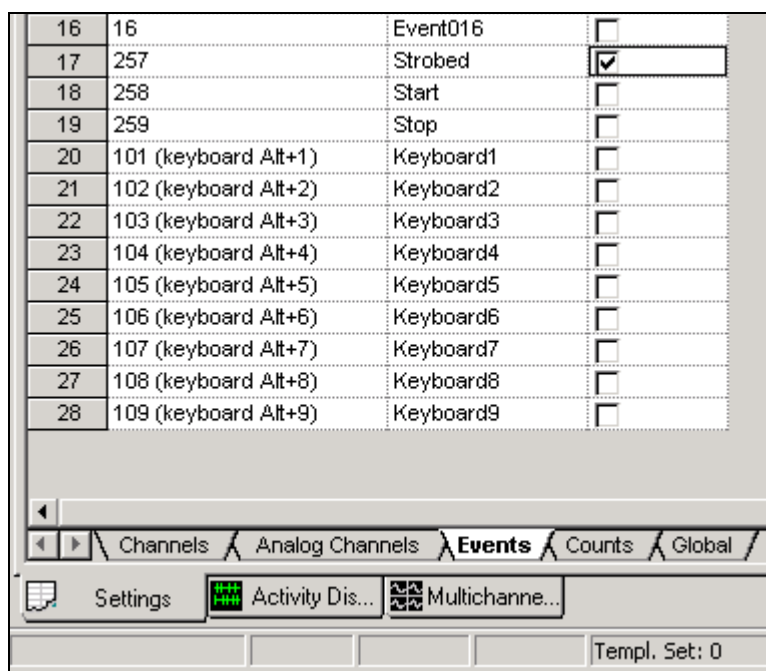 16 16 Event016
17 257 Strobed
18 258 Start
19 259 Stop
20 101 (keyboard Alt+1) Keyboard1
21 102 (keyboard Alt+2) Keyboard2
22 103 (keyboard Alt+3) Keyboard3
23 104 (keyboard Alt+4) Keyboard4
24 105 (keyboard Alt+5) Keyboard5
25 106 (keyboard Alt+6) Keyboard6
26 107 (keyboard Alt+7) Keyboard7
27 108 (keyboard Alt+8) Keyboard8
28 109 (keyboard Alt+9) Keyboard9
Channels Analog Channels Events Counts Global
Settings Activity Dis... Multichanne...
Templ. Set: 0